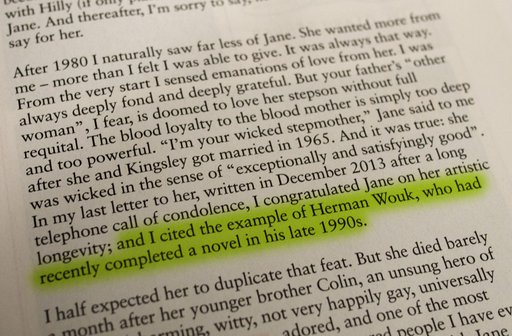 been
with Hilly (if only
Jane. And thereafter, I'm sorry to say,
say for her.
After 1980 I naturally saw far less of Jane. She wanted more from
me – more than I felt I was able to give. It was always that way.
From the very start I sensed emanations of love from her. I was
always deeply fond and deeply grateful. But your father's "other
woman", I fear, is doomed to love her stepson without full
requital. The blood loyalty to the blood mother is simply too deep
and too powerful. "I'm your wicked stepmother," Jane said to me
after she and Kingsley got married in 1965. And it was true: she
was wicked in the sense of "exceptionally and satisfyingly good".
In my last letter to her, written in December 2013 after a long
telephone call of condolence, I congratulated Jane on her artistic
longevity; and I cited the example of Herman Wouk, who had
recently completed a novel in his late 1990s.
I half expected her to duplicate that feat. But she died barely
a month after her younger brother Colin, an unsung hero of
charming, witty, not very happily gay, universally
adored, and one of the most
people I have